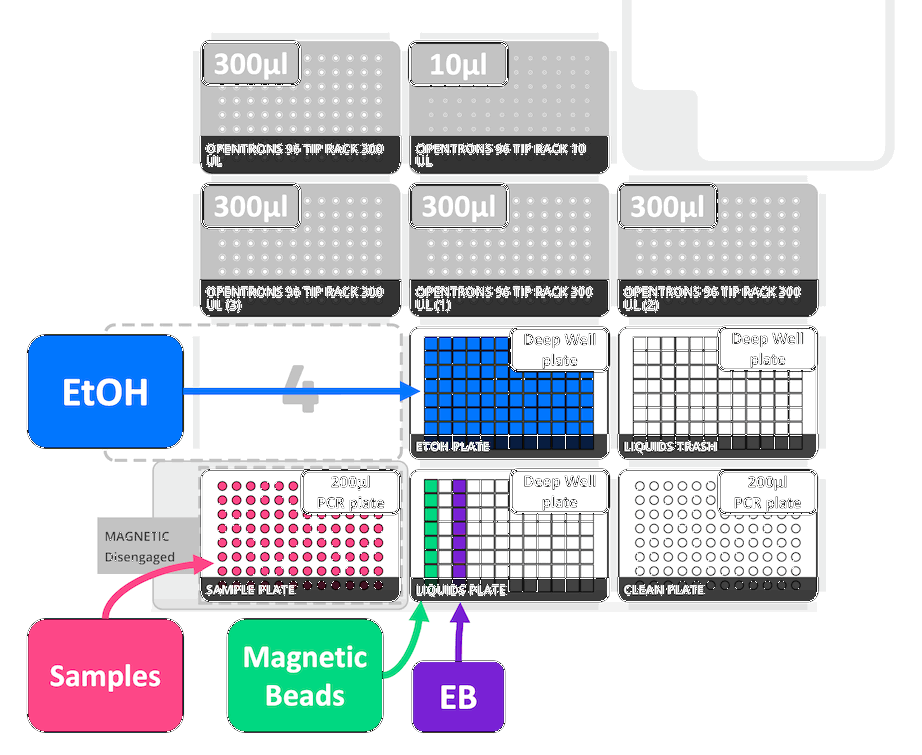 300µl
10µl
OPENTRONS 96 TIP RACK 300
UL
OPENTRONS 96 TIP RACK 10
UL
300µl
300µl
300µl
OPENTRONS 96 TIP RACK 300
UL (3)
OPENTRONS 96 TIP RACK 300
UL (1)
OPENTRONS 96 TIP RACK 300
UL (2)
EtOH
4
Deep Well
plate
ETOH PLATE
Deep Well
plate
LIQUIDS TRASH
MAGNETIC
Disengaged
200µl
PCR plate
SAMPLE PLATE
Deep Well
plate
LIQUIDS PLATE
200µl
PCR plate
CLEAN PLATE
Samples
Magnetic
Beads
EB